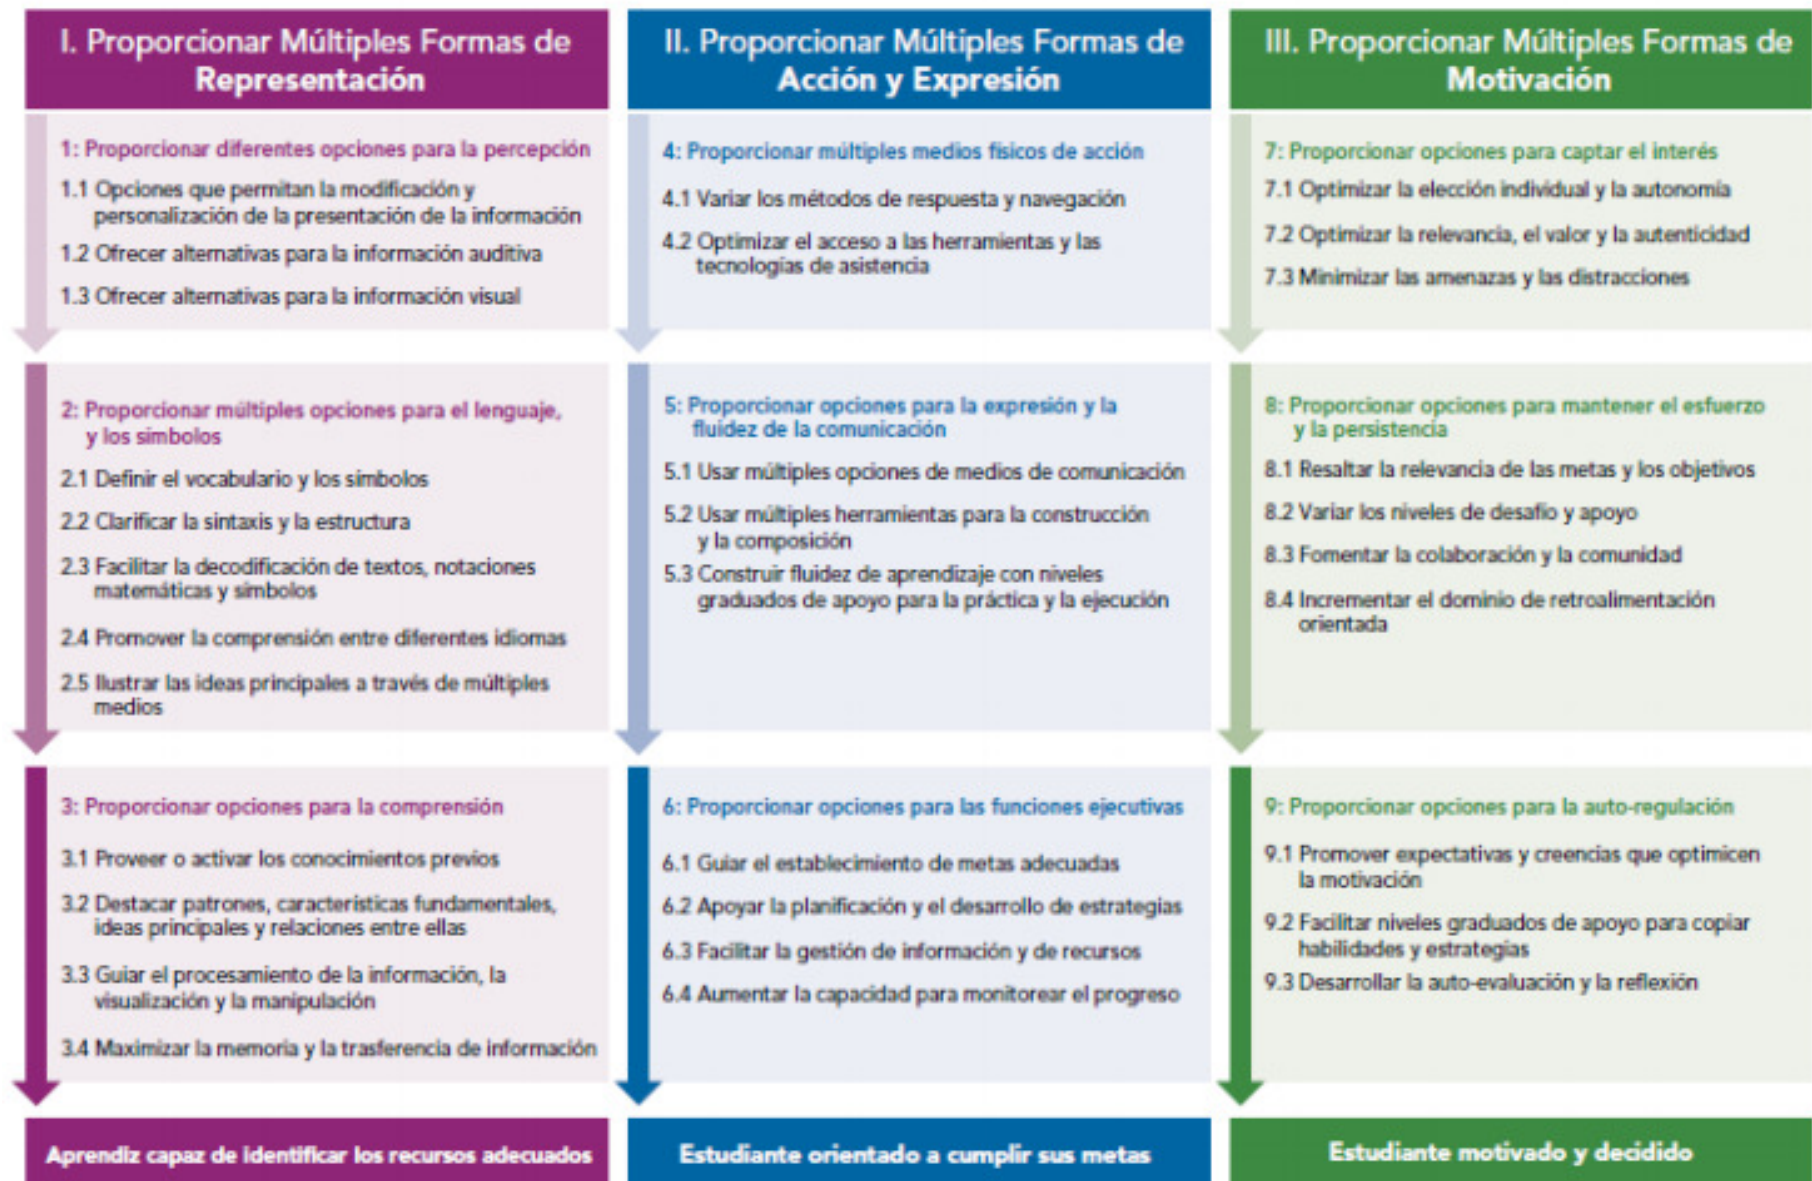 I. Proporcionar Múltiples Formas de
Representación
1: Proporcionar diferentes opciones para la percepción
1.1 Opciones que permitan la modificación y
personalización de la presentación de la información
1.2 Ofrecer alternativas para la información auditiva
1.3 Ofrecer alternativas para la información visual
2: Proporcionar múltiples opciones para el lenguaje,
y los símbolos
2.1 Definir el vocabulario y los símbolos
2.2 Clarificar la sintaxis y la estructura
2.3 Facilitar la decodificación de textos, notaciones
matemáticas y símbolos
2.4 Promover la comprensión entre diferentes idiomas
2.5 Ilustrar las ideas principales a través de múltiples
medios
3: Proporcionar opciones para la comprensión
3.1 Proveer o activar los conocimientos previos
3.2 Destacar patrones, características fundamentales,
ideas principales y relaciones entre ellas
3.3 Guiar el procesamiento de la información, la
visualización y la manipulación
3.4 Maximizar la memoria y la trasferencia de información
Aprendiz capaz de identificar los recursos adecuados
II. Proporcionar Múltiples Formas de
Acción y Expresión
4: Proporcionar múltiples medios físicos de acción
4.1 Variar los métodos de respuesta y navegación
4.2 Optimizar el acceso a las herramientas y las
tecnologías de asistencia
5: Proporcionar opciones para la expresión y la
fluidez de la comunicación
5.1 Usar múltiples opciones de medios de comunicación
5.2 Usar múltiples herramientas para la construcción
y la composición
5.3 Construir fluidez de aprendizaje con niveles
graduados de apoyo para la práctica y la ejecución
6: Proporcionar opciones para las funciones ejecutivas
6.1 Guiar el establecimiento de metas adecuadas
6.2 Apoyar la planificación y el desarrollo de estrategias
6.3 Facilitar la gestión de información y de recursos
6.4 Aumentar la capacidad para monitorear el progreso
Estudiante orientado a cumplir sus metas
III. Proporcionar Múltiples Formas de
Motivación
7: Proporcionar opciones para captar el interés
7.1 Optimizar la elección individual y la autonomía
7.2 Optimizar la relevancia, el valor y la autenticidad
7.3 Minimizar las amenazas y las distracciones
8: Proporcionar opciones para mantener el esfuerzo
y la persistencia
8.1 Resaltar la relevancia de las metas y los objetivos
8.2 Variar los niveles de desafío y apoyo
8.3 Fomentar la colaboración y la comunidad
8.4 Incrementar el dominio de retroalimentación
orientada
9: Proporcionar opciones para la auto-regulación
9.1 Promover expectativas y creencias que optimicen
la motivación
9.2 Facilitar niveles graduados de apoyo para copiar
habilidades y estrategias
9.3 Desarrollar la auto-evaluación y la reflexión
Estudiante motivado y decidido